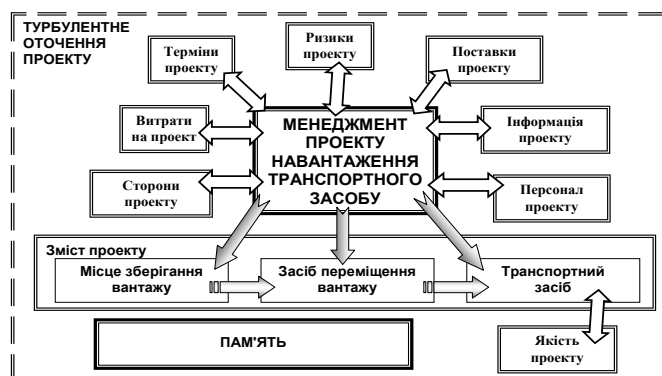 ТУРБУЛЕНТНЕ
ОТОЧЕННЯ
ПРОЕКТУ
Терміни
проекту
Ризики
проекту
Поставки
проекту
Витрати
на проект
МЕНЕДЖМЕНТ
ПРОЕКТУ
НАВАНТАЖЕННЯ
ТРАНСПОРТНОГО
ЗАСОБУ
Інформація
проекту
Сторони
проекту
Персонал
проекту
Зміст проекту
Місце зберігання
вантажу
Засіб переміщення
вантажу
Транспортний
засіб
ПАМ'ЯТЬ
Якість
проекту